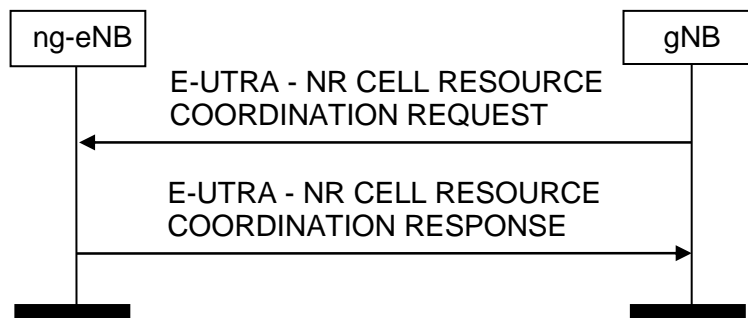 ng-eNB
gNB
E-UTRA - NR CELL RESOURCE
COORDINATION REQUEST
E-UTRA - NR CELL RESOURCE
COORDINATION RESPONSE